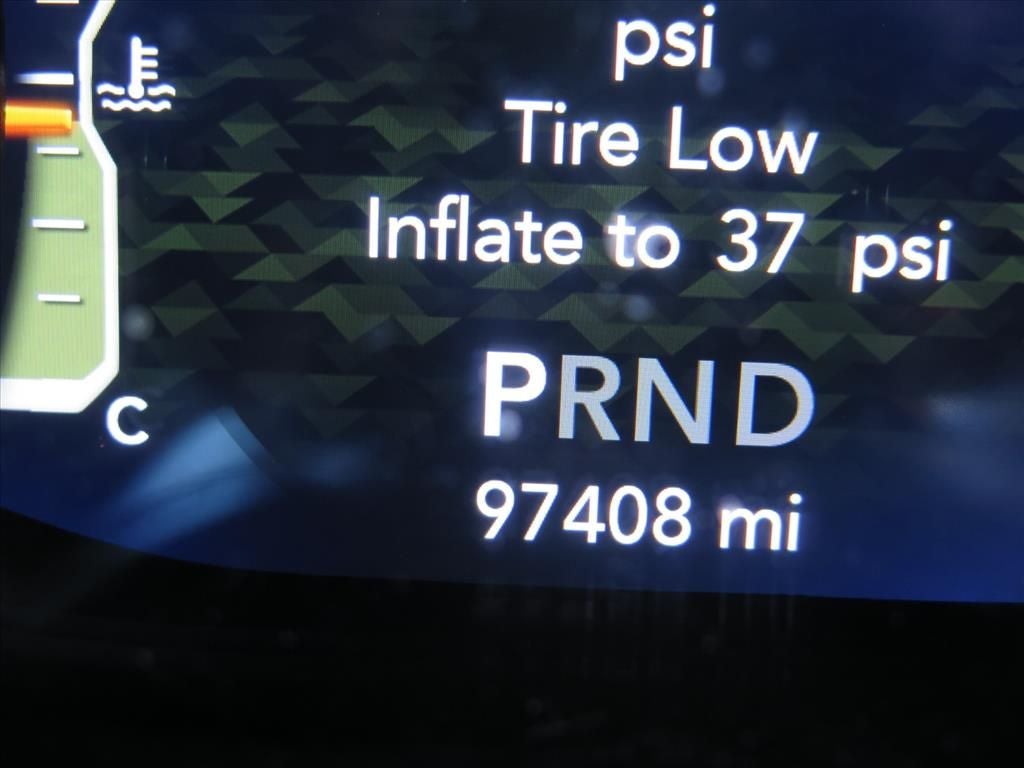 psi
Tire Low
Inflate to 37 psi
PRND
C
97408 mi